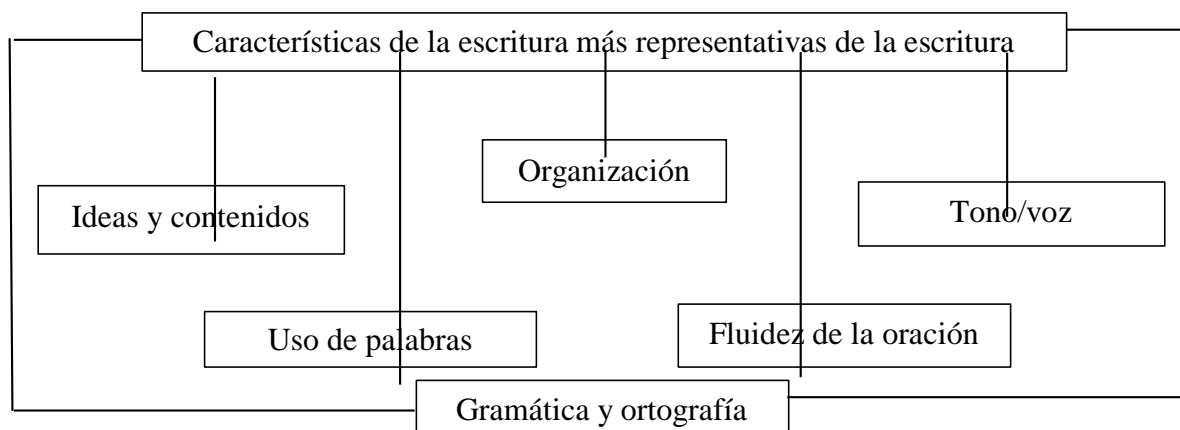 Características de la escritura más representativas de la escritura
Organización
Ideas y contenidos
Tono/voz
Uso de palabras
Fluidez de la oración
Gramática y ortografía